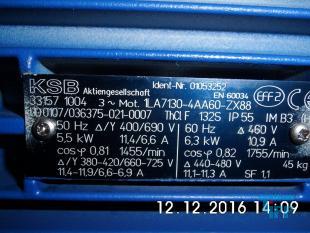 KSB
Aktiengesellschaft
Ident-Nr. 01053252
EN 60034
eff2
33157 1004 3 ~ Mot. 1LA7130-4AA60-ZX88
UD0107/036375-021-0007 ThCl F 132S IP 55 IM B3
50 Hz Δ/Y 400/690 V 60 Hz Δ 460 V
5,5 kW 11,4/6,6 A 6,3 kW 10,9 A
cosφ 0,81 1455/min cosφ 0,82 1755/min
Δ/Y 380-420/660-725 V Δ 440-480 V 45 kg
11,4-11,9/6,6-6,9 A 11,1-11,3 A SF 1,1
12.12.2016 14:09